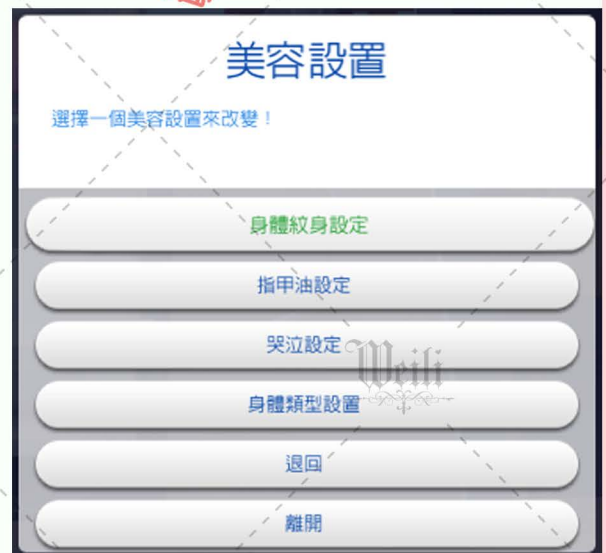 美容設置
選擇一個美容設置來改變！
身體紋身設定
指甲油設定
哭泣設定
Weili
身體類型設置
退回
離開